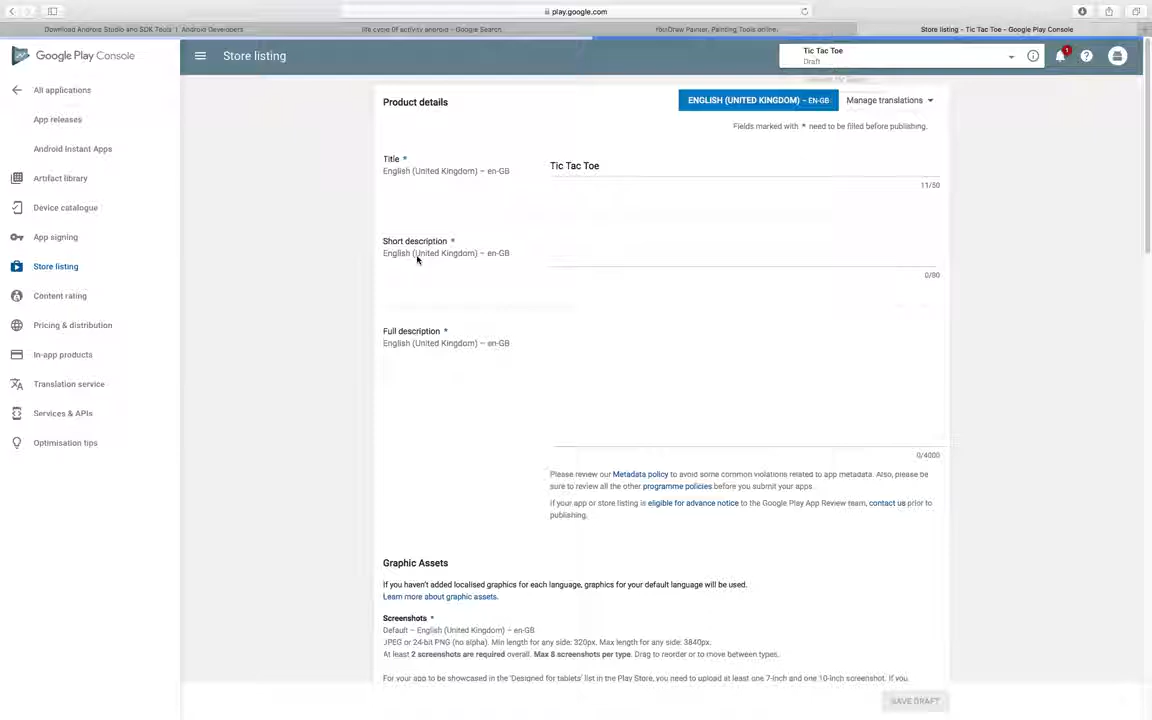 play.google.com
Download Android Studio and SDK Tools | Android Developers
life cycle of activity android - Google Search
YouiDraw Painter, Painting Tools online.
Store listing - Tic Tac Toe - Google Play Console
Google Play Console
Store listing
Tic Tac Toe
Draft
1
All applications
App releases
Android Instant Apps
Artifact library
Device catalogue
App signing
Store listing
Content rating
Pricing & distribution
In-app products
Translation service
Services & APIs
Optimisation tips
Product details
ENGLISH (UNITED KINGDOM) – EN-GB
Manage translations
Fields marked with * need to be filled before publishing.
Title *
English (United Kingdom) – en-GB
Tic Tac Toe
11/50
Short description *
English (United Kingdom) – en-GB
0/80
Full description *
English (United Kingdom) – en-GB
0/4000
Please review our Metadata policy to avoid some common violations related to app metadata. Also, please be
sure to review all the other programme policies before you submit your apps.
If your app or store listing is eligible for advance notice to the Google Play App Review team, contact us prior to
publishing.
Graphic Assets
If you haven't added localised graphics for each language, graphics for your default language will be used.
Learn more about graphic assets.
Screenshots *
Default – English (United Kingdom) – en-GB
JPEG or 24-bit PNG (no alpha). Min length for any side: 320px. Max length for any side: 3840px.
At least 2 screenshots are required overall. Max 8 screenshots per type. Drag to reorder or to move between types.
For your app to be showcased in the 'Designed for tablets' list in the Play Store, you need to upload at least one 7-inch and one 10-inch screenshot. If you
SAVE DRAFT